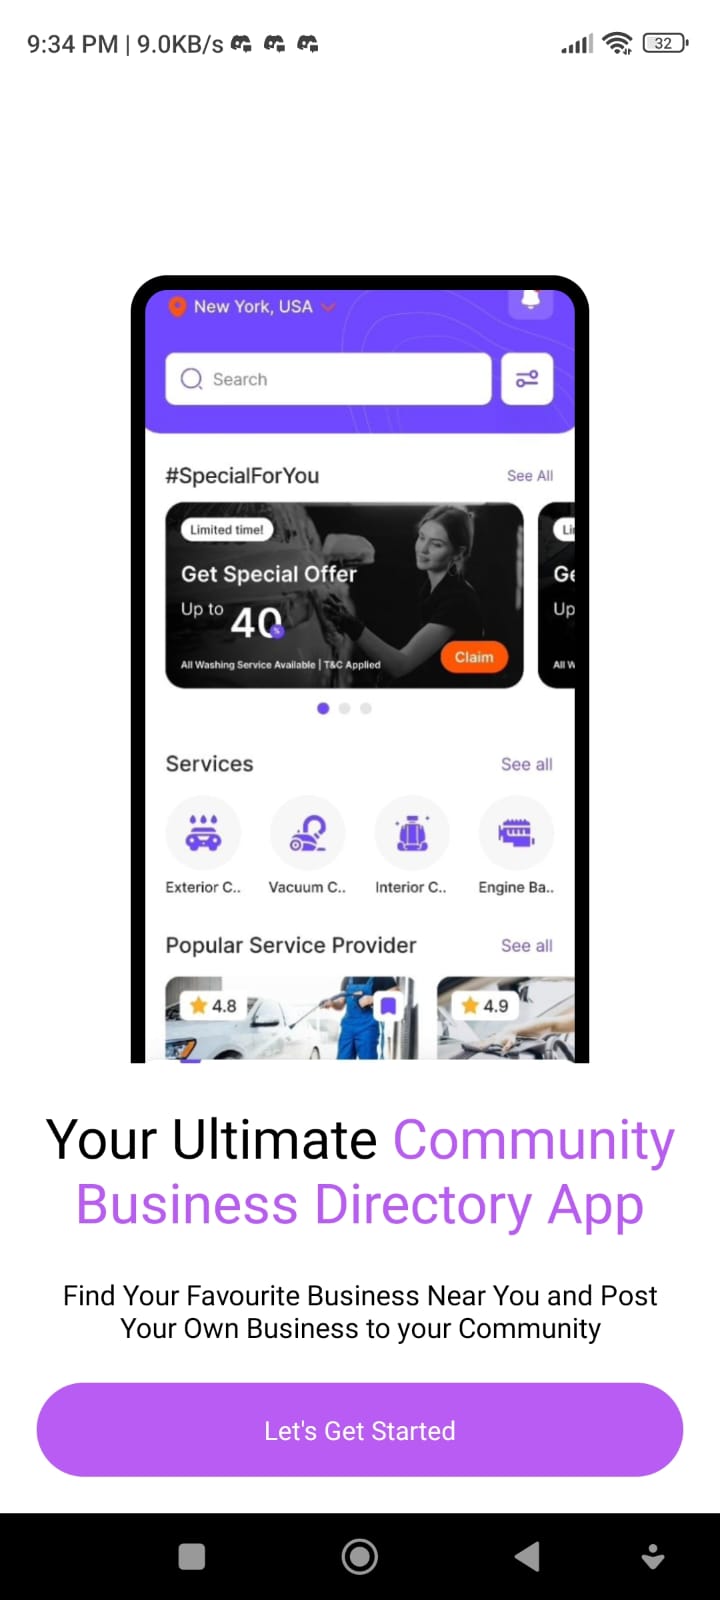 9:34 PM | 9.0KB/s
32
New York, USA
Search
#SpecialForYou See All
Limited time! Li
Get Special Offer Ge
Up to 40% Up
All Washing Service Available | T&C Applied Claim All W
Services See all
Exterior C.. Vacuum C.. Interior C.. Engine Ba..
Popular Service Provider See all
4.8 4.9
Your Ultimate Community
Business Directory App
Find Your Favourite Business Near You and Post
Your Own Business to your Community
Let's Get Started